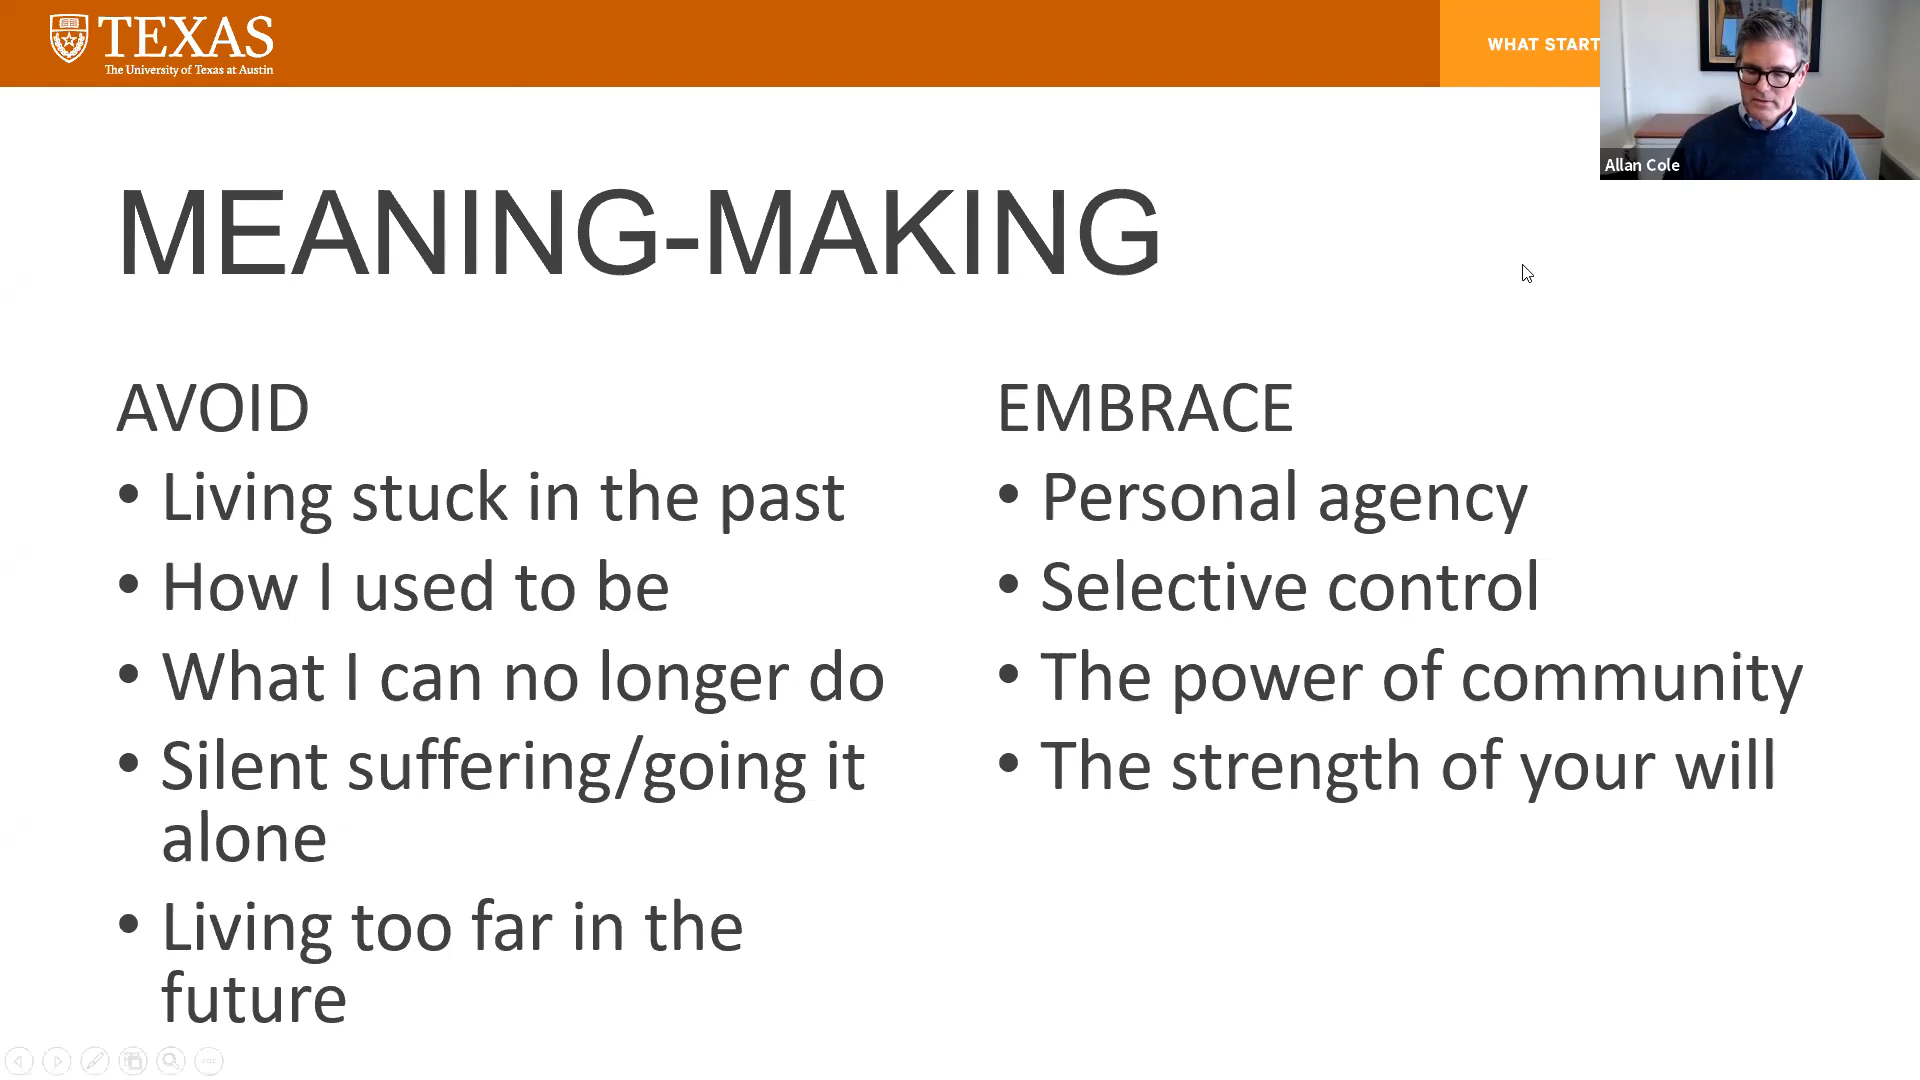 TEXAS
The University of Texas at Austin
WHAT START
Allan Cole
MEANING-MAKING
AVOID
• Living stuck in the past
• How I used to be
• What I can no longer do
• Silent suffering/going it
alone
• Living too far in the
future
EMBRACE
• Personal agency
• Selective control
• The power of community
• The strength of your will